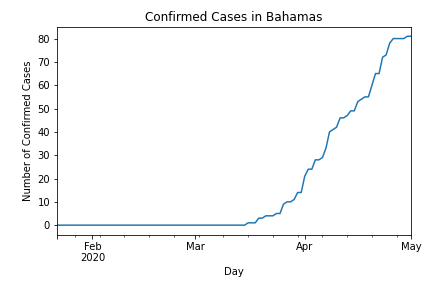 Confirmed Cases in Bahamas
Number of Confirmed Cases
80
70
60
50
40
30
20
10
0
Feb
2020
Mar
Apr
May
Day